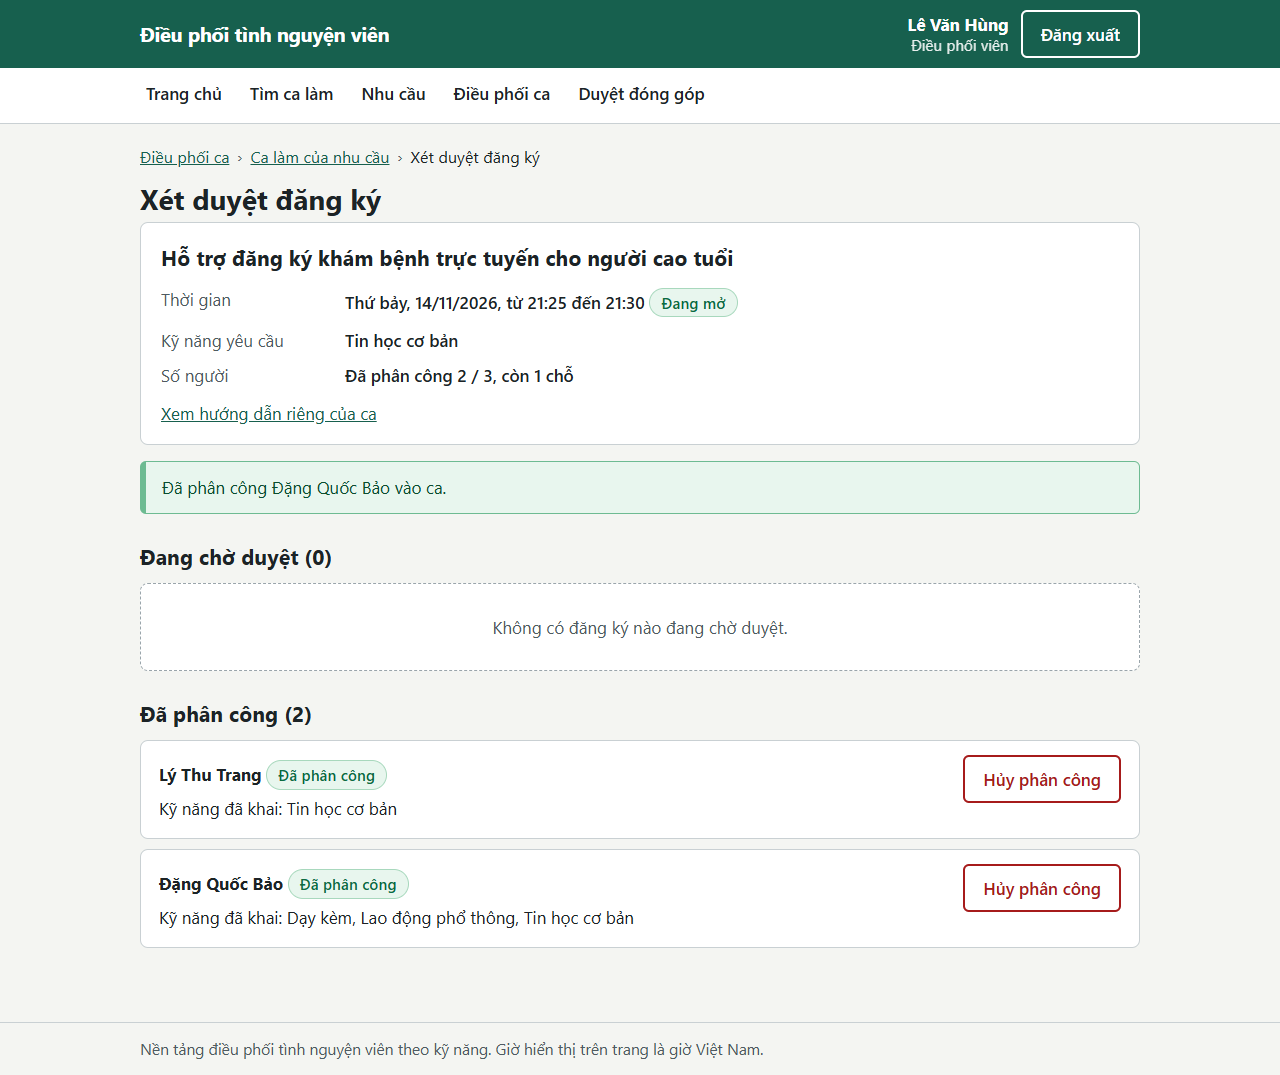 Điều phối tình nguyện viên
Lê Văn Hùng
Điều phối viên
Đăng xuất
Trang chủ Tìm ca làm Nhu cầu Điều phối ca Duyệt đóng góp
Điều phối ca › Ca làm của nhu cầu › Xét duyệt đăng ký
Xét duyệt đăng ký
Hỗ trợ đăng ký khám bệnh trực tuyến cho người cao tuổi
Thời gian Thứ bảy, 14/11/2026, từ 21:25 đến 21:30 Đang mở
Kỹ năng yêu cầu Tin học cơ bản
Số người Đã phân công 2 / 3, còn 1 chỗ
Xem hướng dẫn riêng của ca
Đã phân công Đặng Quốc Bảo vào ca.
Đang chờ duyệt (0)
Không có đăng ký nào đang chờ duyệt.
Đã phân công (2)
Lý Thu Trang Đã phân công
Hủy phân công
Kỹ năng đã khai: Tin học cơ bản
Đặng Quốc Bảo Đã phân công
Hủy phân công
Kỹ năng đã khai: Dạy kèm, Lao động phổ thông, Tin học cơ bản
Nền tảng điều phối tình nguyện viên theo kỹ năng. Giờ hiển thị trên trang là giờ Việt Nam.